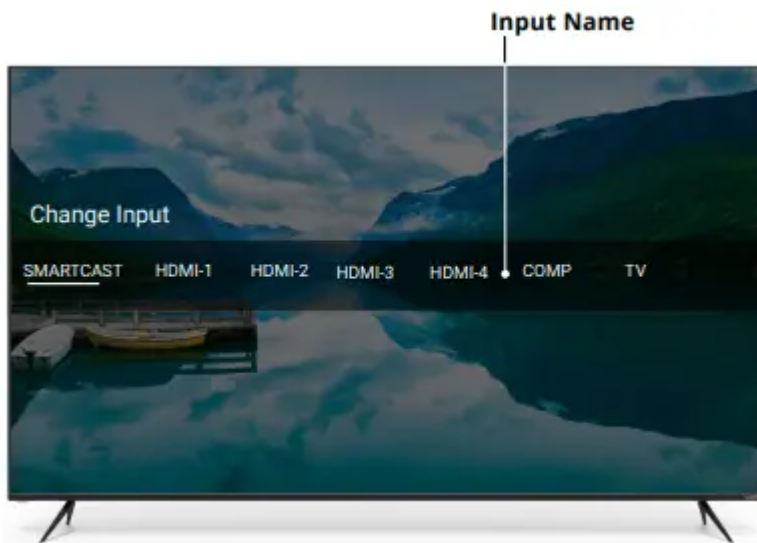 Input Name
Change Input
SMARTCAST HDMI-1 HDMI-2 HDMI-3 HDMI-4 COMP TV